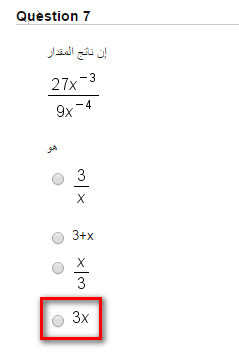 Question 7
إن ناتج المقدار
27x⁻³
9x⁻⁴
هو
3
x
3+x
x
3
3x